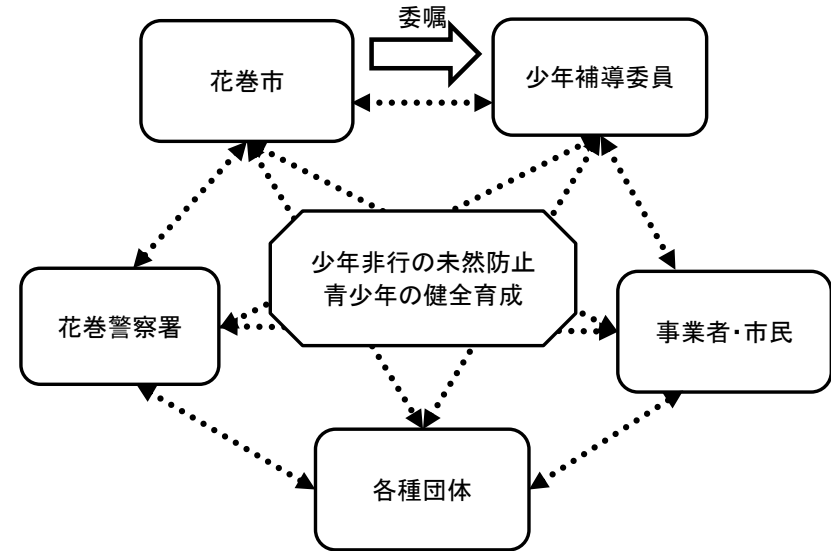 委嘱
花巻市
少年補導委員
少年非行の未然防止
青少年の健全育成
花巻警察署
事業者・市民
各種団体